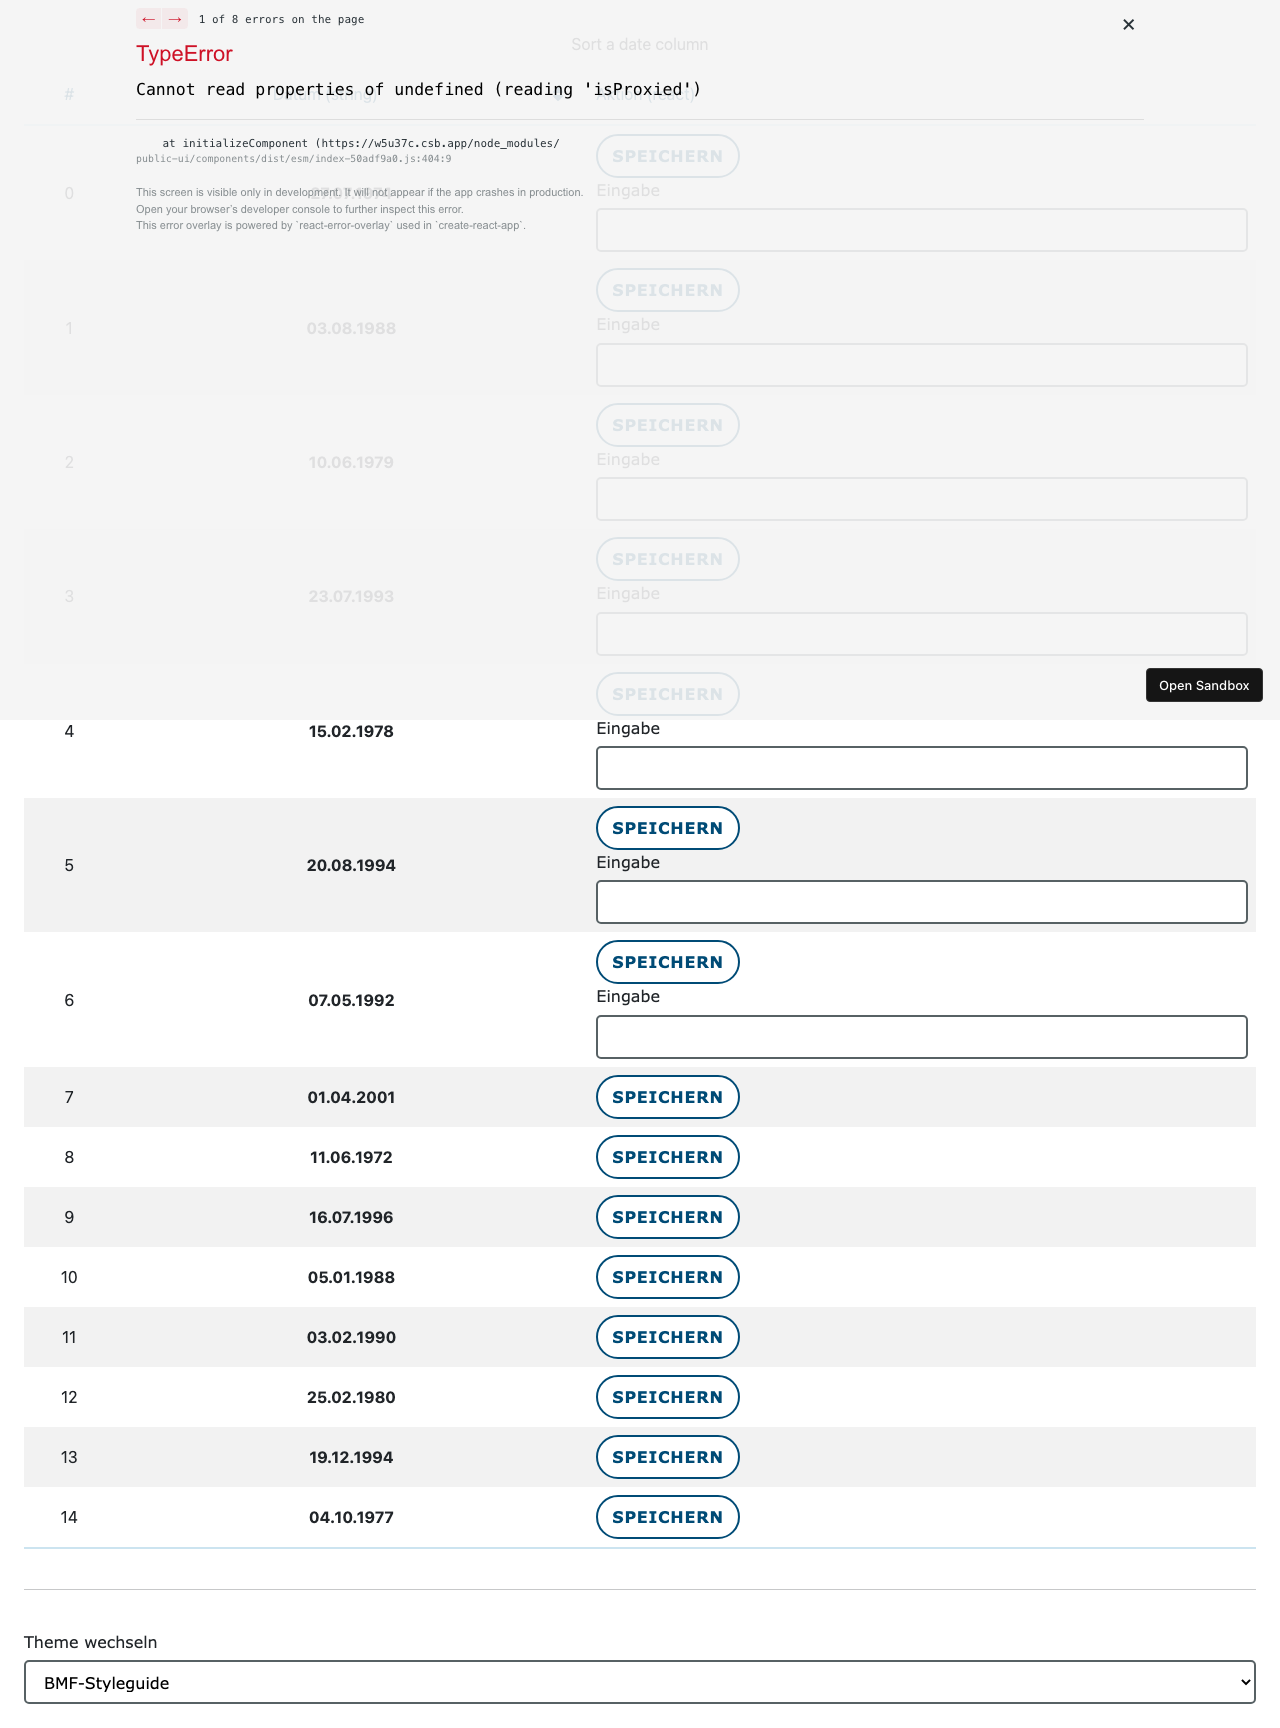 ← → 1 of 8 errors on the page
×
Sort a date column
TypeError
Cannot read properties of undefined (reading 'isProxied')
# Datum (string) Aktion (react)
at initializeComponent (https://w5u37c.csb.app/node_modules/
public-ui/components/dist/esm/index-50adf9a0.js:404:9
SPEICHERN
Eingabe
0
This screen is visible only in development. It will not appear if the app crashes in production.
Open your browser's developer console to further inspect this error.
This error overlay is powered by `react-error-overlay` used in `create-react-app`.
SPEICHERN
1 03.08.1988 Eingabe
SPEICHERN
2 10.06.1979 Eingabe
SPEICHERN
3 23.07.1993 Eingabe
SPEICHERN
Open Sandbox
4 15.02.1978 Eingabe
SPEICHERN
5 20.08.1994 Eingabe
SPEICHERN
6 07.05.1992 Eingabe
7 01.04.2001 SPEICHERN
8 11.06.1972 SPEICHERN
9 16.07.1996 SPEICHERN
10 05.01.1988 SPEICHERN
11 03.02.1990 SPEICHERN
12 25.02.1980 SPEICHERN
13 19.12.1994 SPEICHERN
14 04.10.1977 SPEICHERN
Theme wechseln
BMF-Styleguide